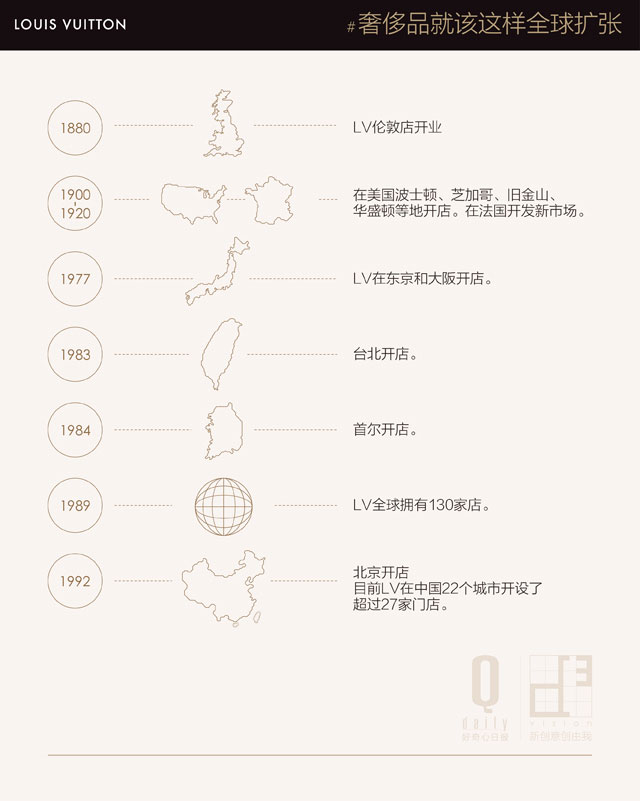 LOUIS VUITTON
#奢侈品就该这样全球扩张
1880
LV伦敦店开业
1900
-
1920
在美国波士顿、芝加哥、旧金山、
华盛顿等地开店。在法国开发新市场。
1977
LV在东京和大阪开店。
1983
台北开店。
1984
首尔开店。
1989
LV全球拥有130家店。
1992
北京开店
目前LV在中国22个城市开设了
超过27家门店。
Q
daily
好奇心日报
vision
新创意创由我